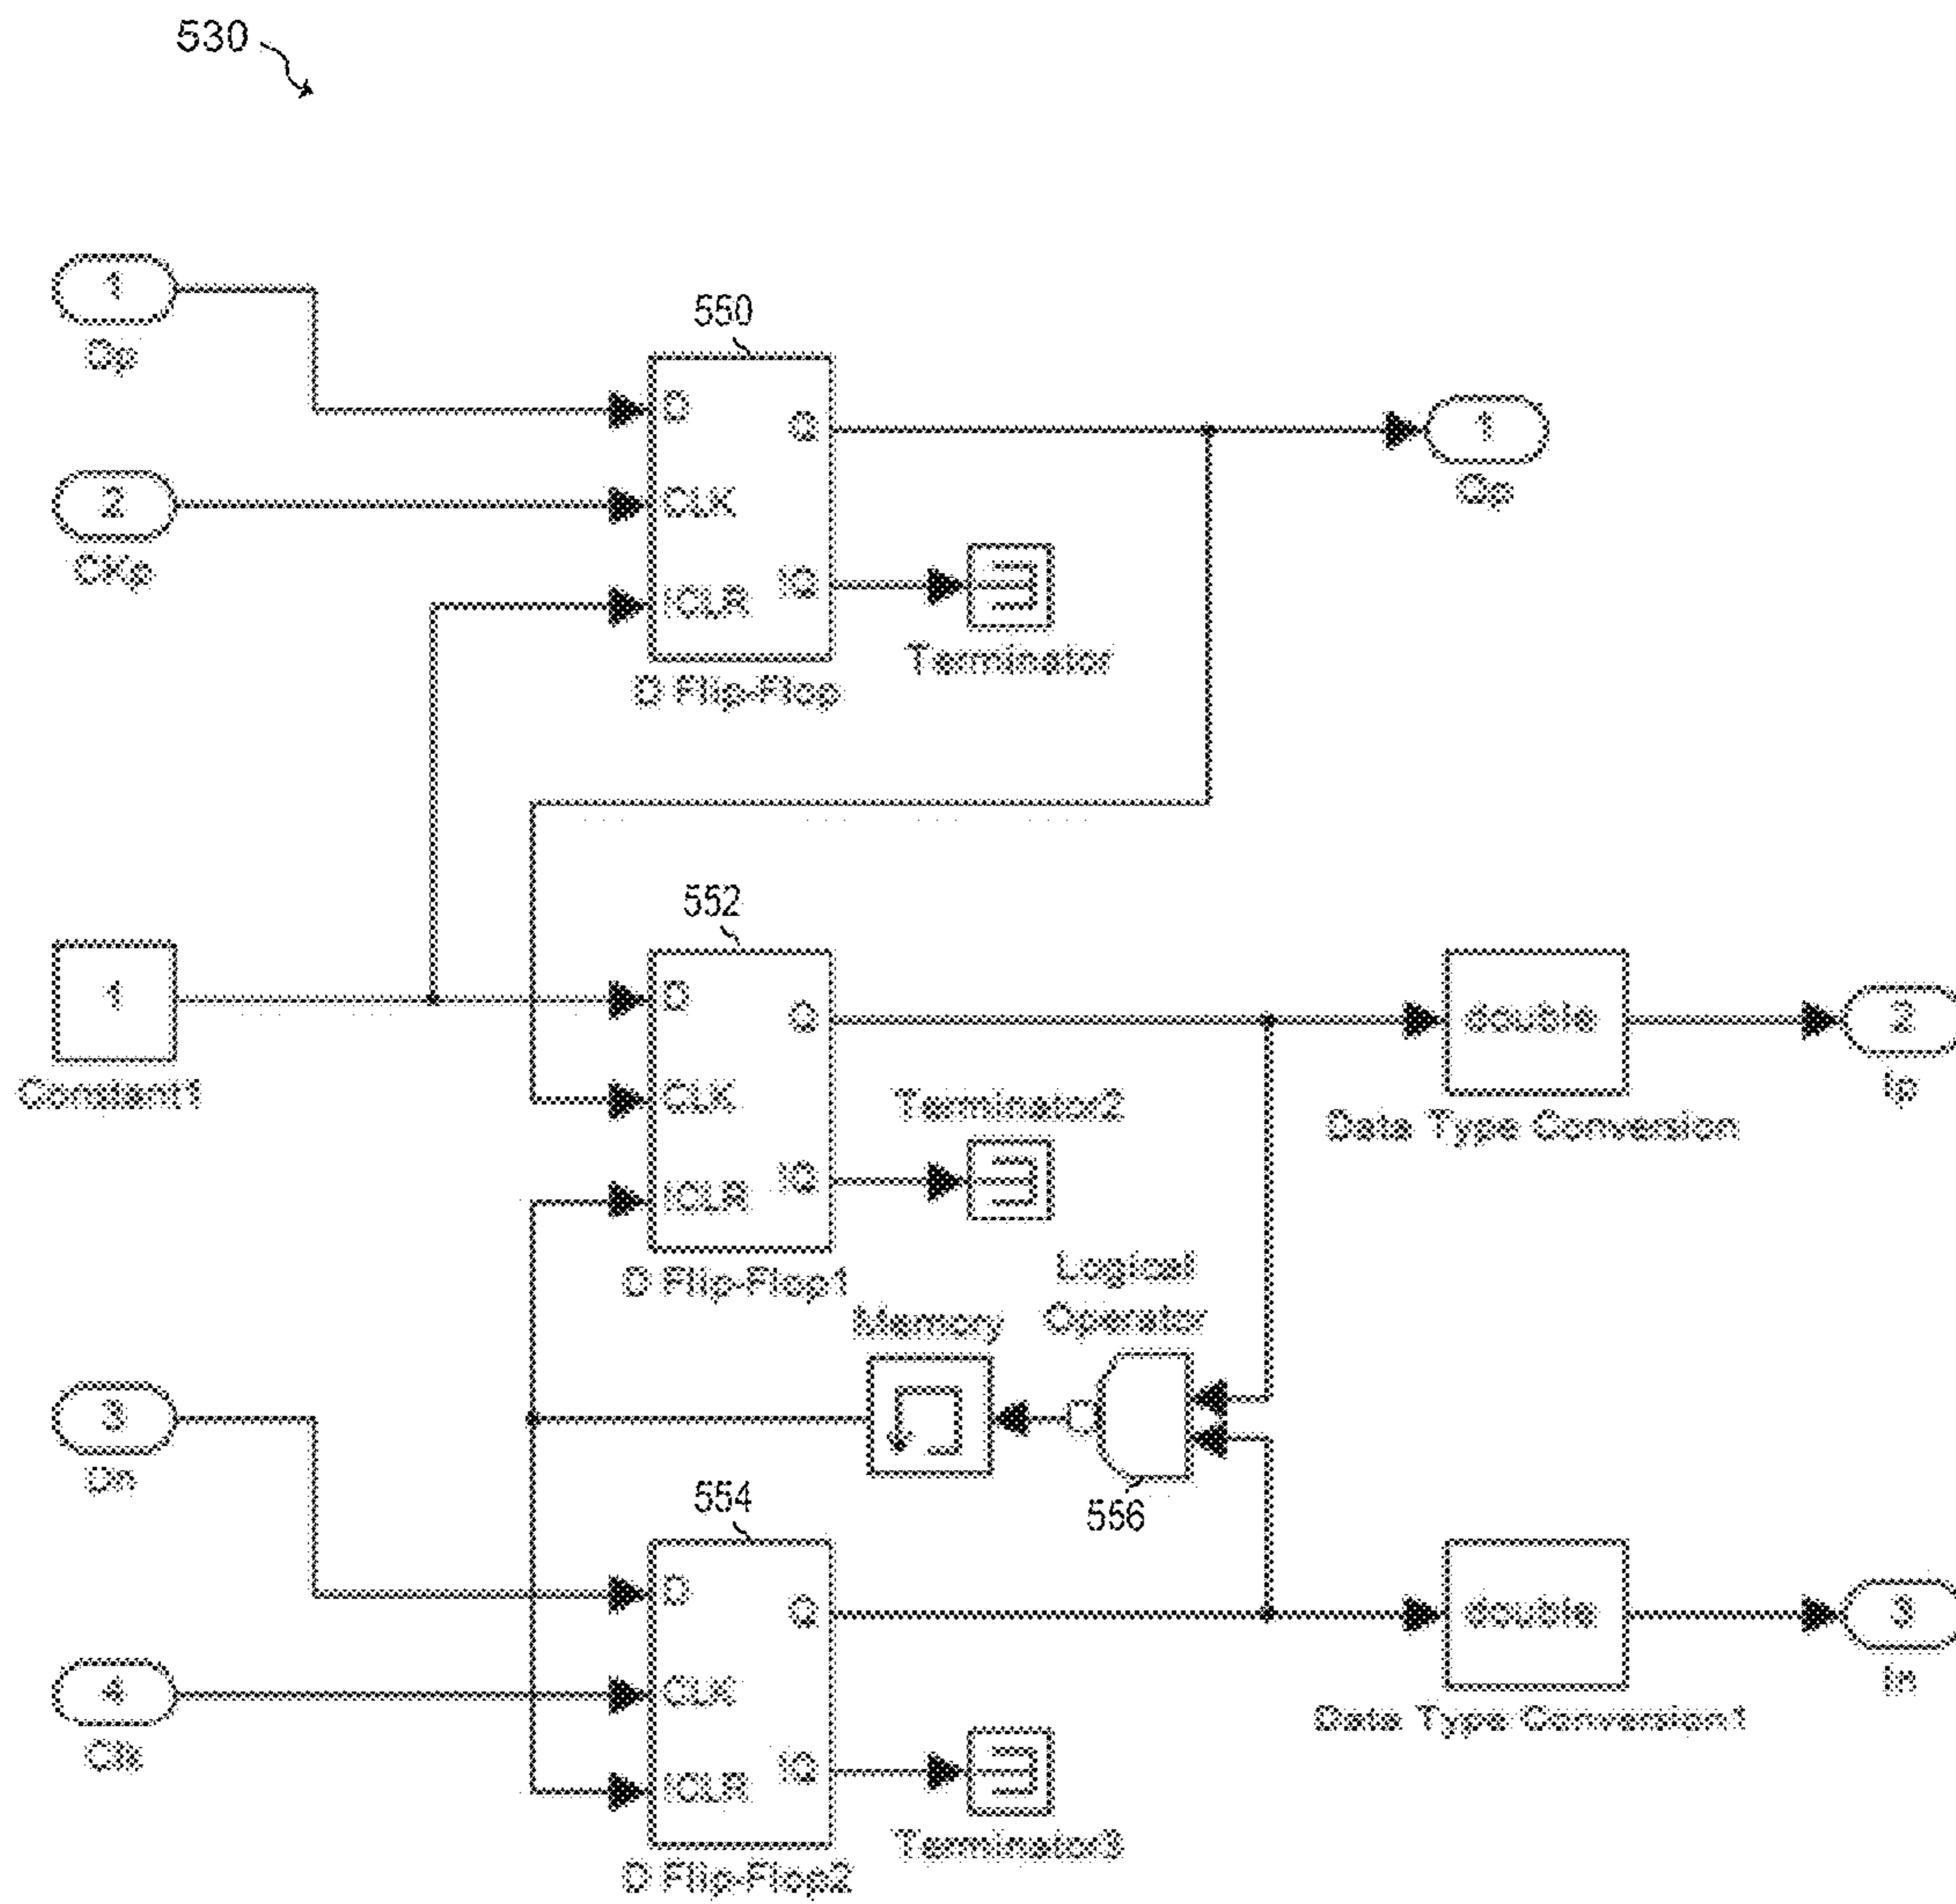 530
1
Dp
550
D
Q
1
Qp
2
CKp
CLK
!CLR
!Q
Terminator
D Flip-Flop
552
1
Constant1
D
Q
double
2
Ip
CLK
Terminator2
Data Type Conversion
!CLR
!Q
D Flip-Flop1
Logical
Operator
Memory
3
Dn
554
556
D
Q
double
3
In
4
Clk
CLK
Data Type Conversion1
!CLR
!Q
Terminator3
D Flip-Flop2